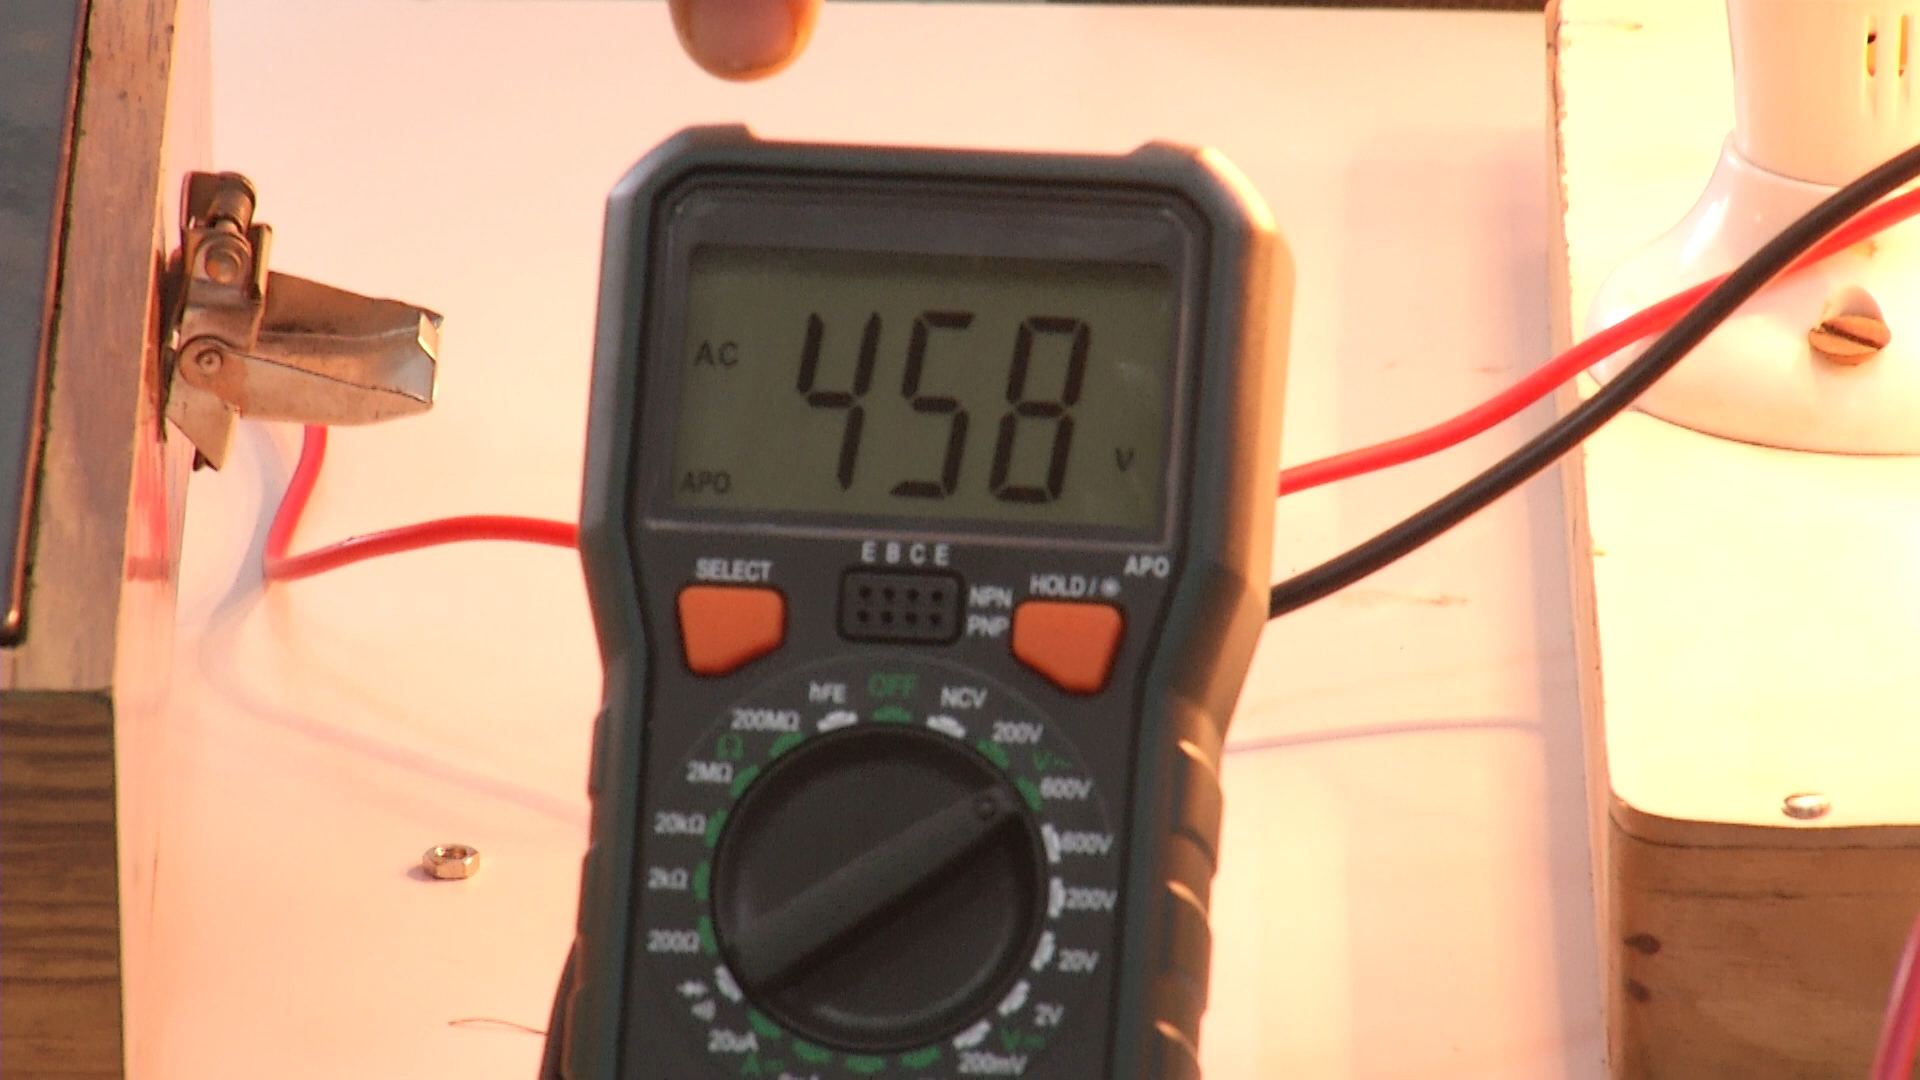 AC 458 V
APO
E B C E
SELECT
HOLD / ☀
APO
NPN
PNP
hFE
OFF
NCV
200MΩ
200V
Ω
V~
2MΩ
600V
20kΩ
600V
2kΩ
200V
200Ω
20V
2V
20uA
200mV